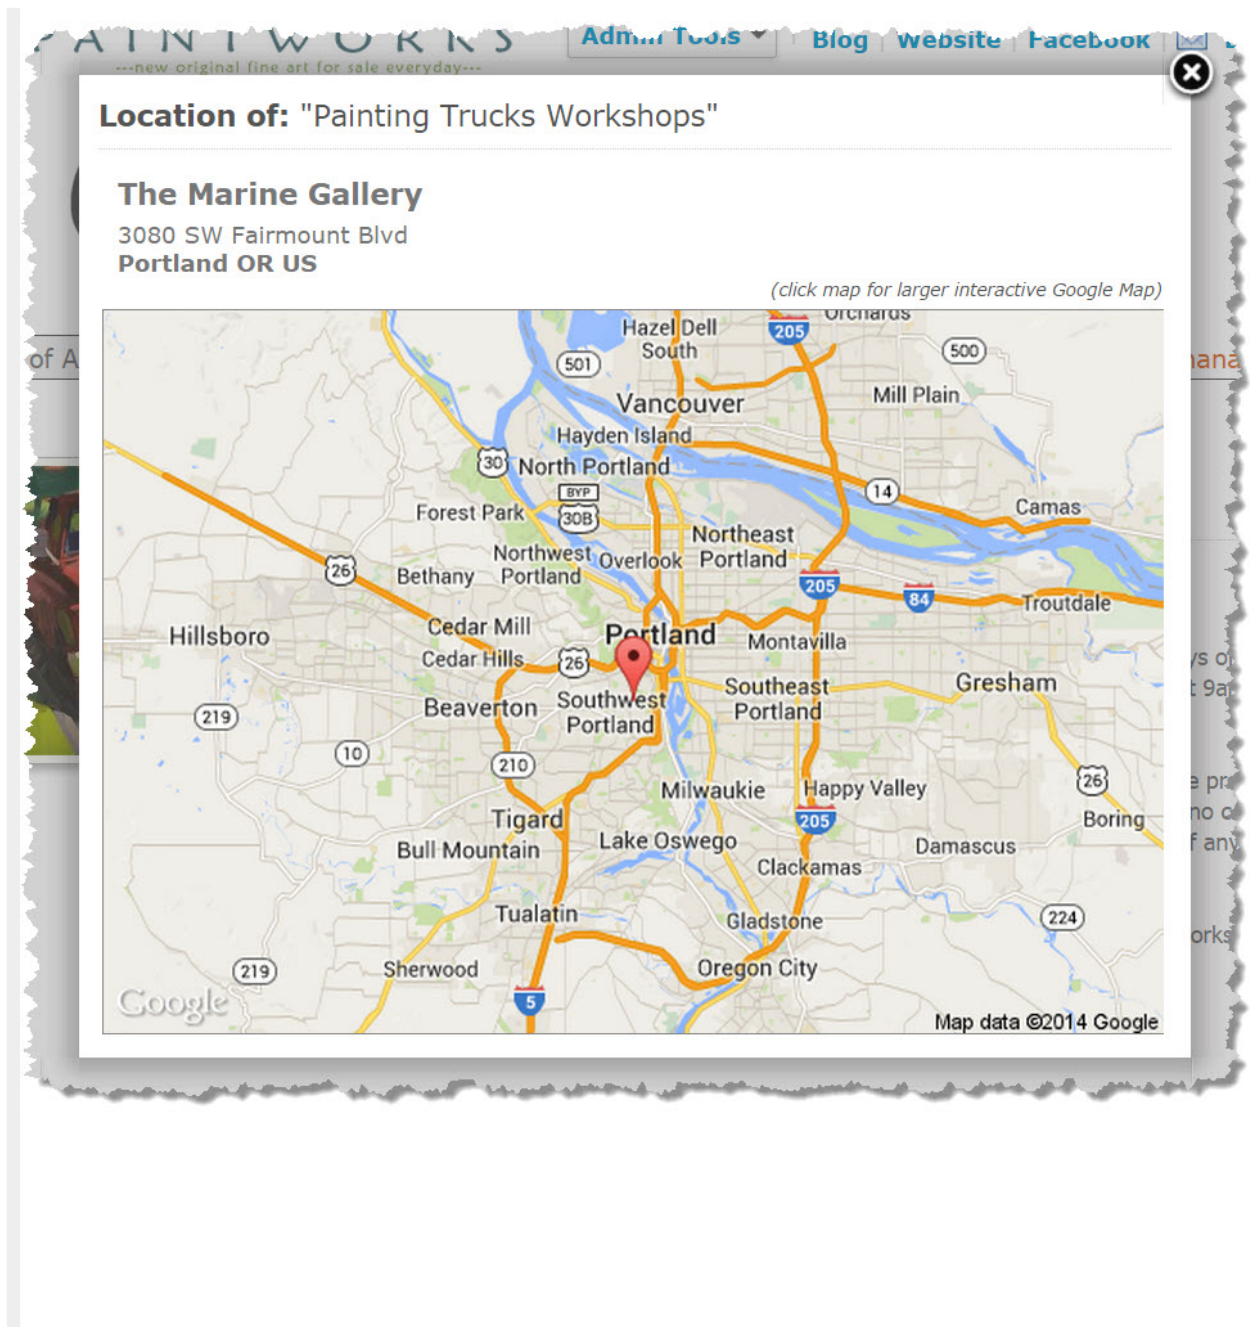 PAINTWORKS
---new original fine art for sale everyday---
Admin Tools
Blog
Website
Facebook
Location of: "Painting Trucks Workshops"
The Marine Gallery
3080 SW Fairmount Blvd
Portland OR US
(click map for larger interactive Google Map)
of A
Hazel Dell
South
205
Orchards
501
500
Mill Plain
Vancouver
Hayden Island
30
North Portland
BYP
30B
14
Camas
Forest Park
Northeast
Portland
Northwest
Portland
Overlook
26
Bethany
205
84
Troutdale
Hillsboro
Cedar Mill
Portland
Montavilla
Cedar Hills
26
Southeast
Portland
Gresham
Beaverton
Southwest
Portland
219
10
210
Milwaukie
Happy Valley
26
Tigard
205
Boring
Bull Mountain
Lake Oswego
Damascus
Clackamas
Tualatin
Gladstone
224
219
Sherwood
Oregon City
5
Google
Map data ©2014 Google